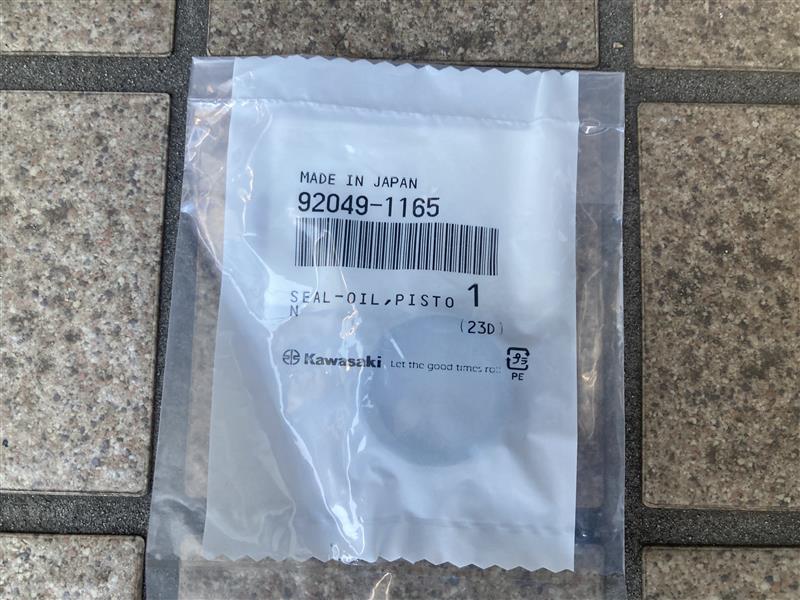 MADE IN JAPAN
92049-1165
SEAL-OIL,PISTO 1
N
(23D)
Kawasaki Let the good times roll
プラ
PE